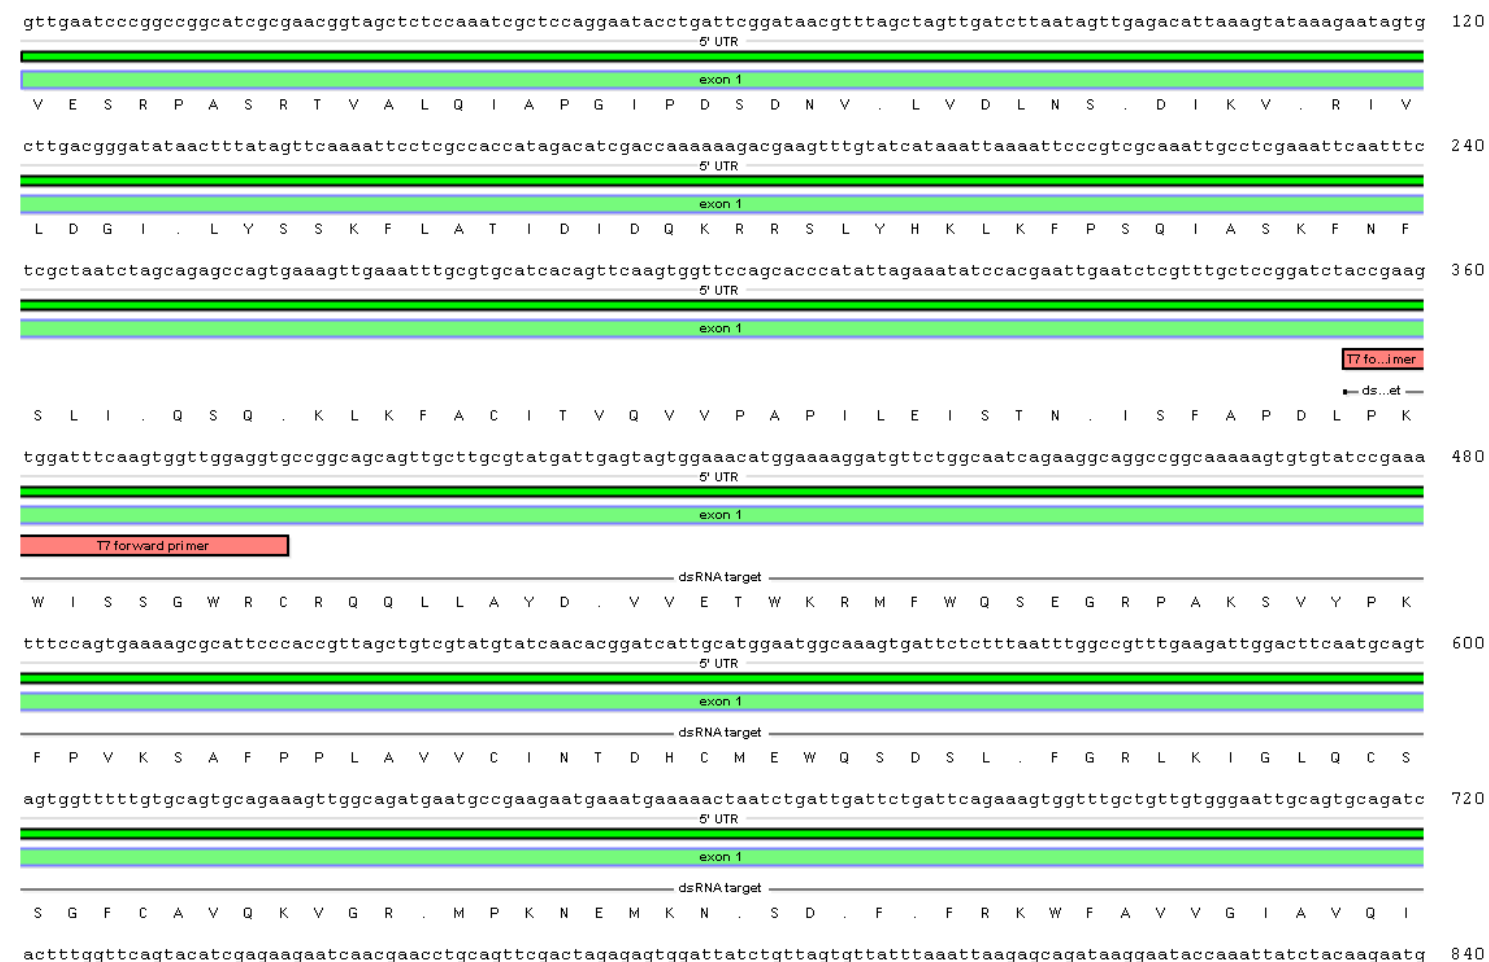 gttgaatcccggccggcatcgcgaacggtagctctccaaatcgctccaggaatacctgattcggataacgtttagctagttgatcttaatagttgagacattaaagtataaagaatagtg 120
5' UTR
exon 1
V E S R P A S R T V A L Q I A P G I P D S D N V . L V D L N S . D I K V . R I V
cttgacgggatataactttatagttcaaaattcctcgccaccatagacatcgaccaaaaaagacgaagtttgtatcataaattaaaattcccgtcgcaaattgcctcgaaattcaatttc 240
5' UTR
exon 1
L D G I . L Y S S K F L A T I D I D Q K R R S L Y H K L K F P S Q I A S K F N F
tcgctaatctagcagagccagtgaaagttgaaatttgcgtgcatcacagttcaagtggttccagcacccatattagaaatatccacgaattgaatctcgtttgctccggatctaccgaag 360
5' UTR
exon 1
T7 fo...imer
ds...et
S L I . Q S Q . K L K F A C I T V Q V V P A P I L E I S T N . I S F A P D L P K
tggatttcaagtggttggaggtgccggcagcagttgcttgcgtatgattgagtagtggaaacatggaaaaggatgttctggcaatcagaaggcaggccggcaaaaagtgtgtatccgaaa 480
5' UTR
exon 1
T7 forward primer
dsRNA target
W I S S G W R C R Q Q L L A Y D . V V E T W K R M F W Q S E G R P A K S V Y P K
tttccagtgaaaagcgcattcccaccgttagctgtcgtatgtatcaacacggatcattgcatggaatggcaaagtgattctctttaatttggccgtttgaagattggacttcaatgcagt 600
5' UTR
exon 1
dsRNA target
F P V K S A F P P L A V V C I N T D H C M E W Q S D S L . F G R L K I G L Q C S
agtggtttttgtgcagtgcagaaagttggcagatgaatgccgaagaatgaaatgaaaaactaatctgattgattctgattcagaaagtggtttgctgttgtgggaattgcagtgcagatc 720
5' UTR
exon 1
dsRNA target
S G F C A V Q K V G R . M P K N E M K N . S D . F . F R K W F A V V G I A V Q I
actttggttcagtacatcgagaagaatcaacgaacctgcagttcgactagagagtggattatctgttagtgttatttaaattaagagcagataaggaataccaaattatctacaagaatg 840